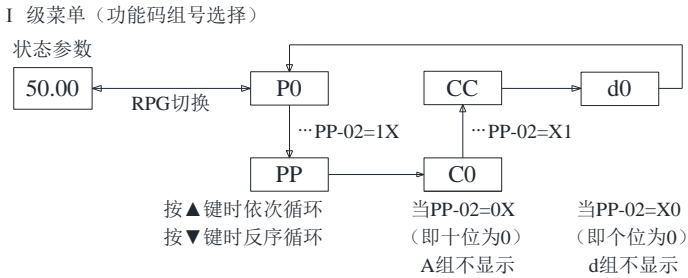 I 级菜单（功能码组号选择）
状态参数
50.00
RPG切换
P0
CC
d0
…PP-02=1X
…PP-02=X1
PP
C0
按▲键时依次循环
按▼键时反序循环
当PP-02=0X
（即十位为0）
A组不显示
当PP-02=X0
（即个位为0）
d组不显示